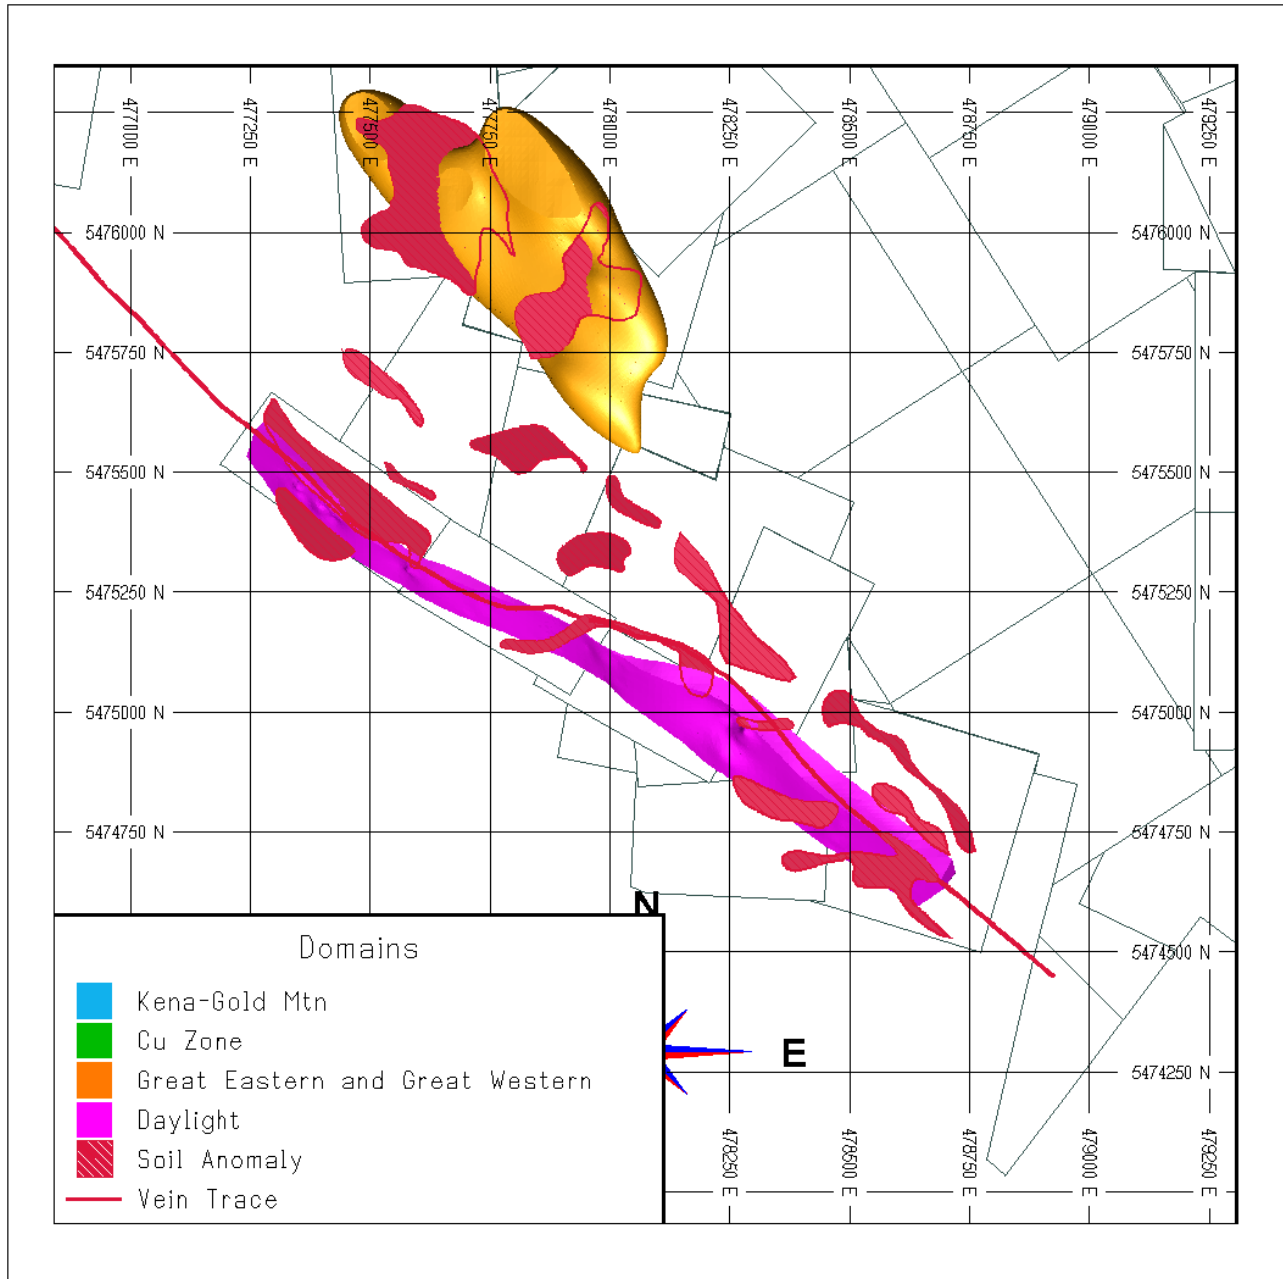 477000 E
477250 E
477500 E
477750 E
478000 E
478250 E
478500 E
478750 E
479000 E
479250 E
5476000 N
5476000 N
5475750 N
5475750 N
5475500 N
5475500 N
5475250 N
5475250 N
5475000 N
5475000 N
5474750 N
5474750 N
N
5474500 N
E
5474250 N
478250 E
478500 E
478750 E
479000 E
479250 E
Domains
Kena-Gold Mtn
Cu Zone
Great Eastern and Great Western
Daylight
Soil Anomaly
Vein Trace